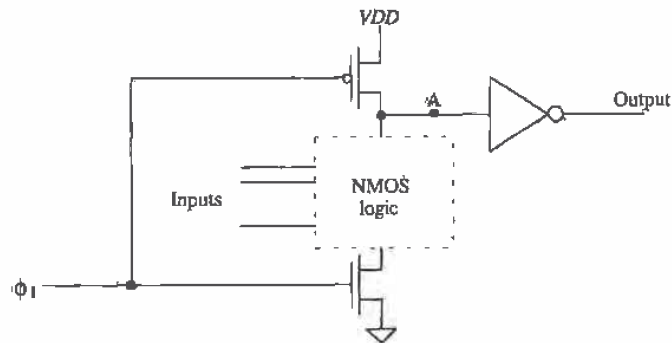 VDD
A
Output
Inputs
NMOS
logic
ϕ1